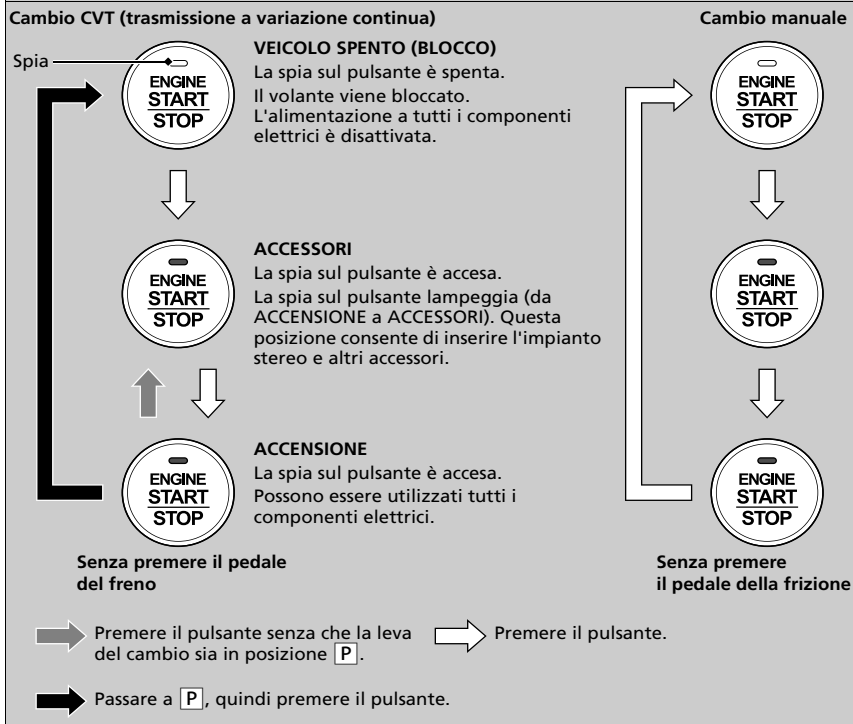 Cambio CVT (trasmissione a variazione continua)
Cambio manuale
Spia
ENGINE
START
STOP
VEICOLO SPENTO (BLOCCO)
La spia sul pulsante è spenta.
Il volante viene bloccato.
L'alimentazione a tutti i componenti
elettrici è disattivata.
ENGINE
START
STOP
ENGINE
START
STOP
ACCESSORI
La spia sul pulsante è accesa.
La spia sul pulsante lampeggia (da
ACCENSIONE a ACCESSORI). Questa
posizione consente di inserire l'impianto
stereo e altri accessori.
ENGINE
START
STOP
ENGINE
START
STOP
ACCENSIONE
La spia sul pulsante è accesa.
Possono essere utilizzati tutti i
componenti elettrici.
ENGINE
START
STOP
Senza premere il pedale
del freno
Senza premere
il pedale della frizione
Premere il pulsante senza che la leva
del cambio sia in posizione P.
Premere il pulsante.
Passare a P, quindi premere il pulsante.